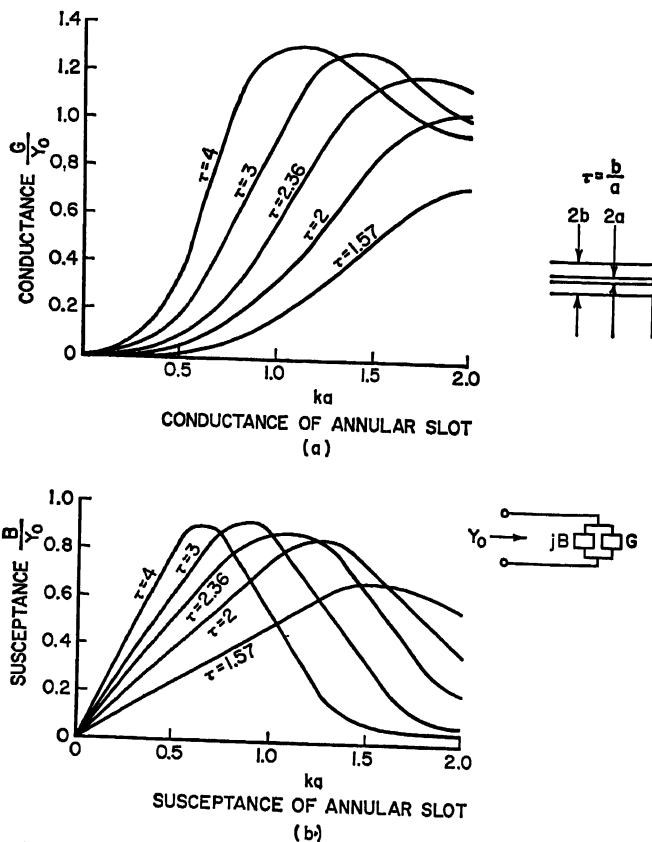 1.4
1.2
1.0
0.8
0.6
0.4
0.2
0
CONDUCTANCE G/Y₀
τ=4
τ=3
τ=2.36
τ=2
τ=1.57
0.5
1.0
1.5
2.0
ka
CONDUCTANCE OF ANNULAR SLOT
(a)
τ=b/a
2b 2a
1.0
0.8
0.6
0.4
0.2
0
SUSCEPTANCE B/Y₀
τ=4
τ=3
τ=2.36
τ=2
τ=1.57
0
0.5
1.0
1.5
2.0
ka
SUSCEPTANCE OF ANNULAR SLOT
(b)
Y₀
jB
G